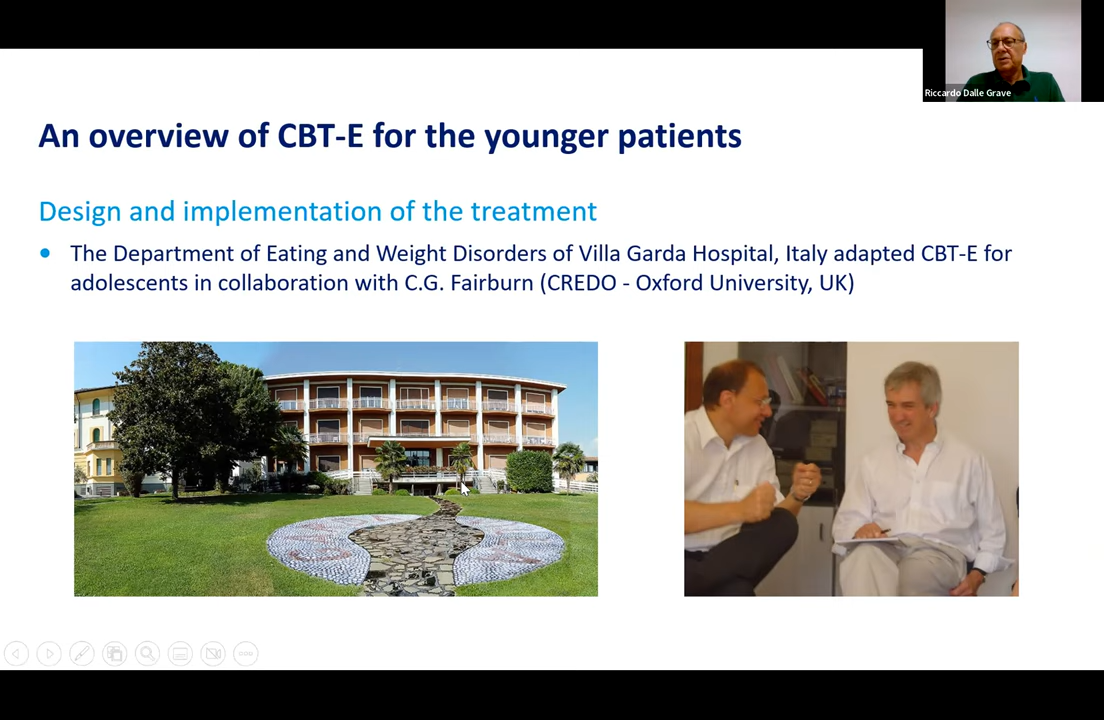 Riccardo Dalle Grave
An overview of CBT-E for the younger patients
Design and implementation of the treatment
The Department of Eating and Weight Disorders of Villa Garda Hospital, Italy adapted CBT-E for
adolescents in collaboration with C.G. Fairburn (CREDO - Oxford University, UK)